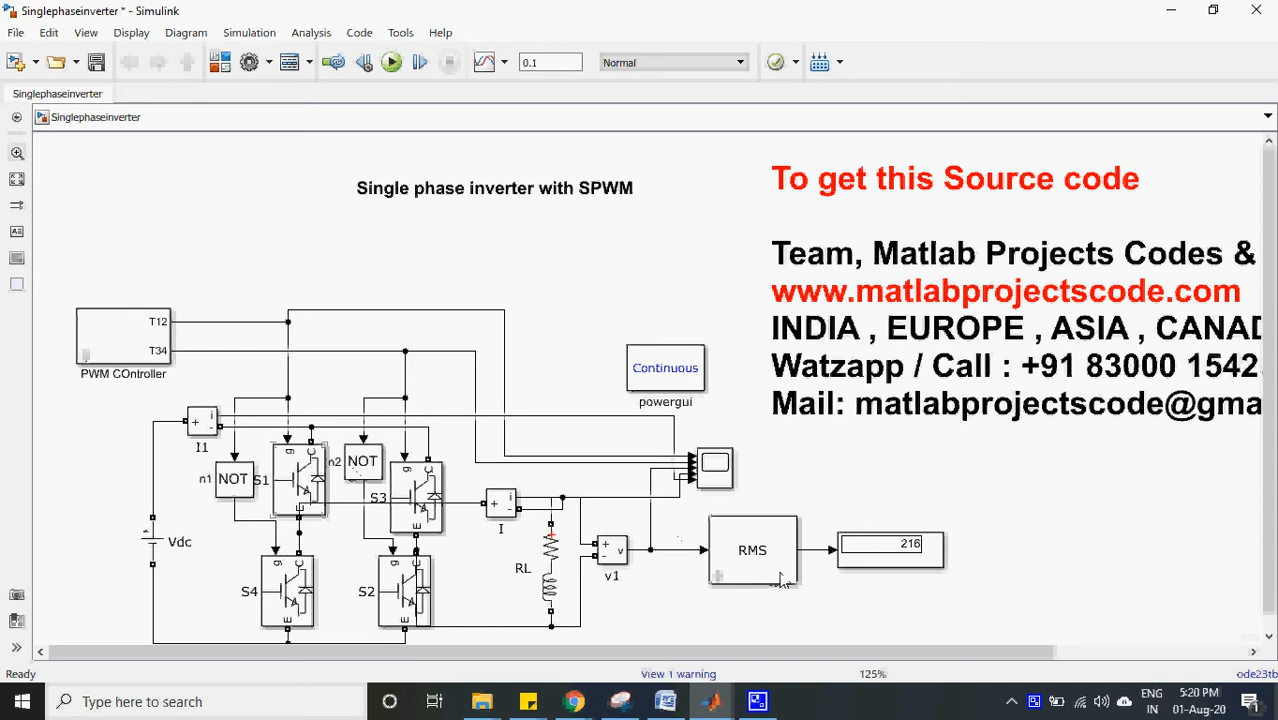 Singlephaseinverter * - Simulink
File Edit View Display Diagram Simulation Analysis Code Tools Help
0.1 Normal
Singlephaseinverter
Singlephaseinverter
Single phase inverter with SPWM
To get this Source code
Team, Matlab Projects Codes &
www.matlabprojectscode.com
INDIA , EUROPE , ASIA , CANAD
Watzapp / Call : +91 83000 1542
Mail: matlabprojectscode@gma
T12
T34
PWM COntroller
Continuous
powergui
i
I1
g C
n1 NOT S1
n2 NOT
g C
S3
E
E
i
I
Vdc
g C
S4
E
g C
S2
E
RL
v
v1
RMS
216
Ready View 1 warning 125% ode23tb
Type here to search
ENG
IN
5:20 PM
01-Aug-20
1